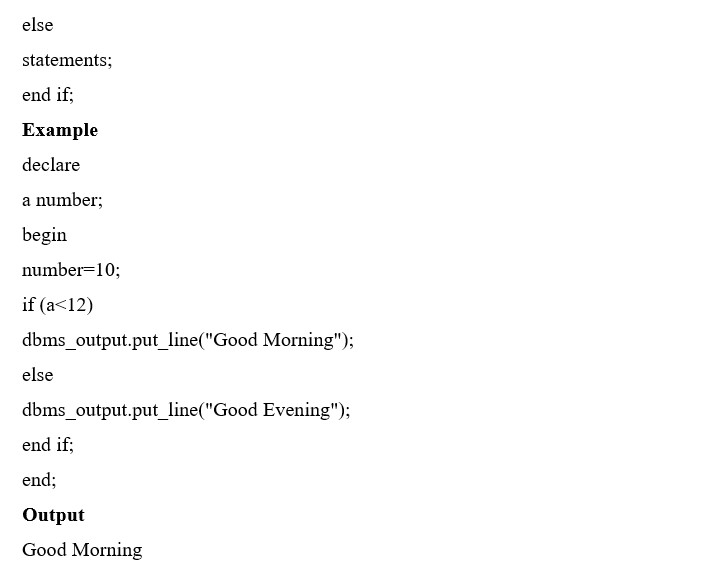 else
statements;
end if;
Example
declare
a number;
begin
number=10;
if (a<12)
dbms_output.put_line("Good Morning");
else
dbms_output.put_line("Good Evening");
end if;
end;
Output
Good Morning